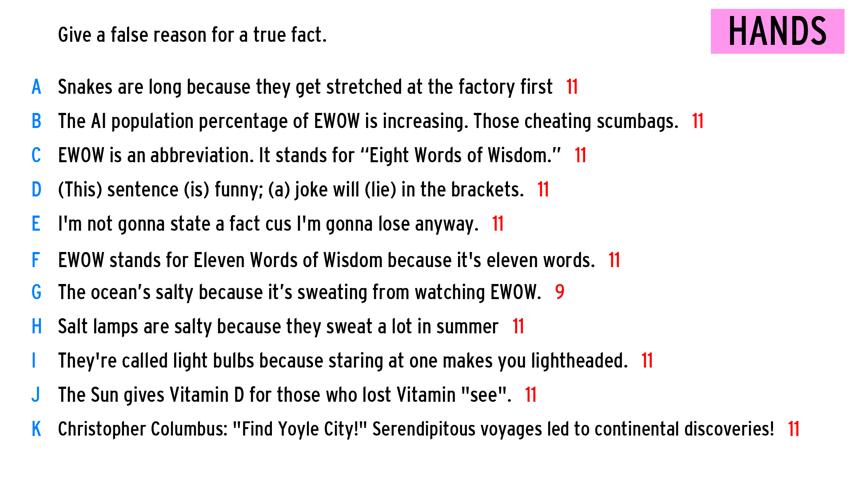 Give a false reason for a true fact.
HANDS
A Snakes are long because they get stretched at the factory first 11
B The AI population percentage of EWOW is increasing. Those cheating scumbags. 11
C EWOW is an abbreviation. It stands for “Eight Words of Wisdom.” 11
D (This) sentence (is) funny; (a) joke will (lie) in the brackets. 11
E I'm not gonna state a fact cus I'm gonna lose anyway. 11
F EWOW stands for Eleven Words of Wisdom because it's eleven words. 11
G The ocean’s salty because it’s sweating from watching EWOW. 9
H Salt lamps are salty because they sweat a lot in summer 11
I They're called light bulbs because staring at one makes you lightheaded. 11
J The Sun gives Vitamin D for those who lost Vitamin "see". 11
K Christopher Columbus: "Find Yoyle City!" Serendipitous voyages led to continental discoveries! 11